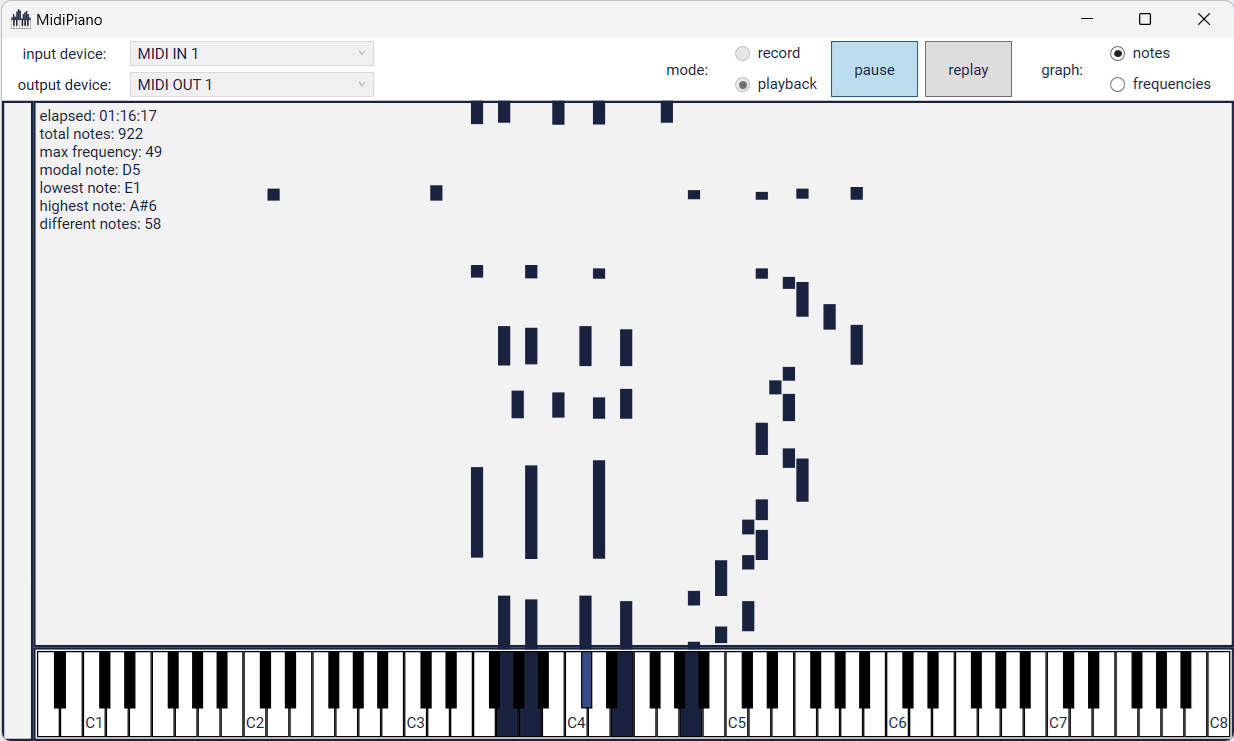 MidiPiano
input device: MIDI IN 1
output device: MIDI OUT 1
mode:
record
playback
pause
replay
graph:
notes
frequencies
elapsed: 01:16:17
total notes: 922
max frequency: 49
modal note: D5
lowest note: E1
highest note: A#6
different notes: 58
C1 C2 C3 C4 C5 C6 C7 C8